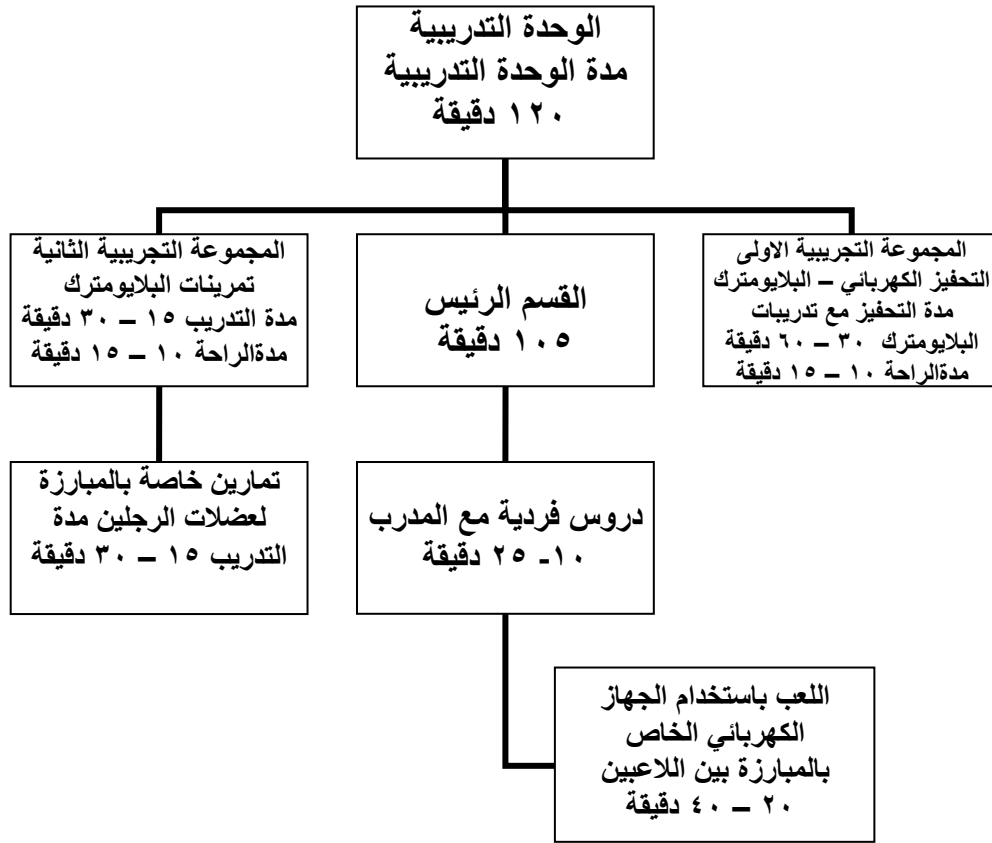 الوحدة التدريبية
مدة الوحدة التدريبية
١٢٠ دقيقة
المجموعة التجريبية الاولى
التحفيز الكهربائي – البلايومترك
مدة التحفيز مع تدريبات
البلايومترك ٣٠ – ٦٠ دقيقة
مدةالراحة ١٠ – ١٥ دقيقة
القسم الرئيس
١٠٥ دقيقة
المجموعة التجريبية الثانية
تمرينات البلايومترك
مدة التدريب ١٥ – ٣٠ دقيقة
مدةالراحة ١٠ – ١٥ دقيقة
دروس فردية مع المدرب
١٠- ٢٥ دقيقة
تمارين خاصة بالمبارزة
لعضلات الرجلين مدة
التدريب ١٥ – ٣٠ دقيقة
اللعب باستخدام الجهاز
الكهربائي الخاص
بالمبارزة بين اللاعبين
٢٠ – ٤٠ دقيقة